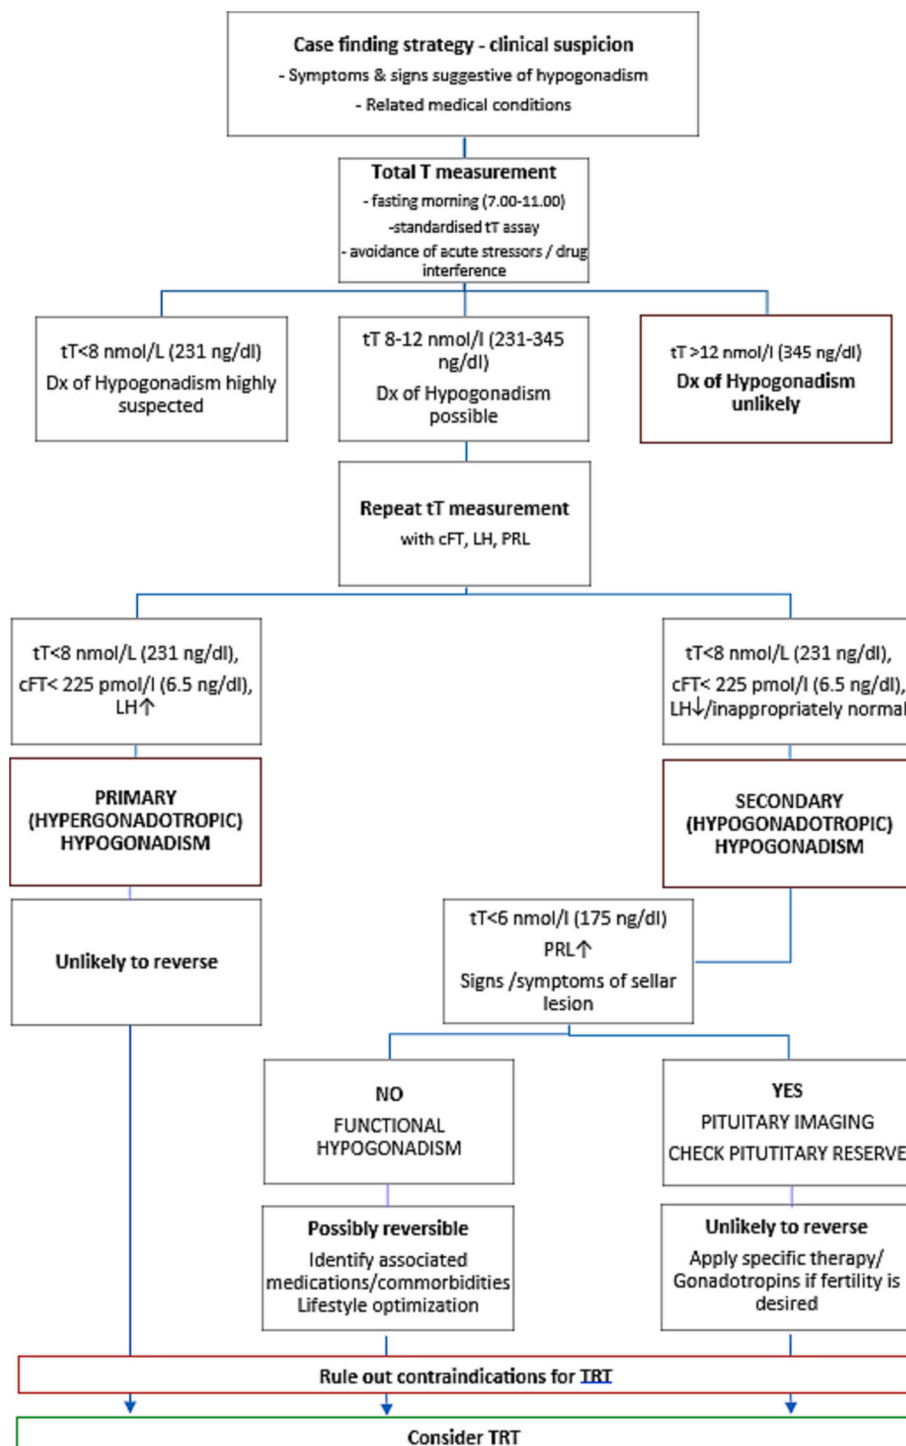 Case finding strategy - clinical suspicion
- Symptoms & signs suggestive of hypogonadism
- Related medical conditions
Total T measurement
- fasting morning (7.00-11.00)
-standardised tT assay
- avoidance of acute stressors / drug
interference
tT<8 nmol/L (231 ng/dl)
Dx of Hypogonadism highly
suspected
tT 8-12 nmol/l (231-345
ng/dl)
Dx of Hypogonadism
possible
tT >12 nmol/l (345 ng/dl)
Dx of Hypogonadism
unlikely
Repeat tT measurement
with cFT, LH, PRL
tT<8 nmol/L (231 ng/dl),
cFT< 225 pmol/l (6.5 ng/dl),
LH↑
tT<8 nmol/L (231 ng/dl),
cFT< 225 pmol/l (6.5 ng/dl),
LH↓/inappropriately normal
PRIMARY
(HYPERGONADOTROPIC)
HYPOGONADISM
SECONDARY
(HYPOGONADOTROPIC)
HYPOGONADISM
Unlikely to reverse
tT<6 nmol/l (175 ng/dl)
PRL↑
Signs /symptoms of sellar
lesion
NO
FUNCTIONAL
HYPOGONADISM
YES
PITUITARY IMAGING
CHECK PITUTITARY RESERVE
Possibly reversible
Identify associated
medications/commorbidities
Lifestyle optimization
Unlikely to reverse
Apply specific therapy/
Gonadotropins if fertility is
desired
Rule out contraindications for TRT
Consider TRT